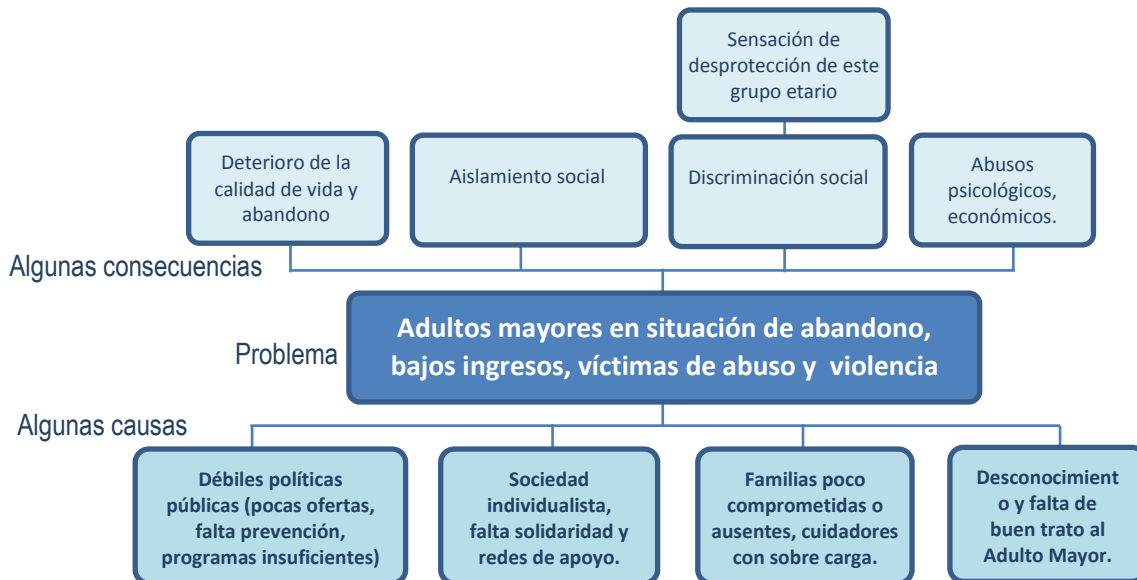 Sensación de
desprotección de este
grupo etario
Deterioro de la
calidad de vida y
abandono
Aislamiento social
Discriminación social
Abusos
psicológicos,
económicos.
Algunas consecuencias
Problema
Adultos mayores en situación de abandono,
bajos ingresos, víctimas de abuso y violencia
Algunas causas
Débiles políticas
públicas (pocas ofertas,
falta prevención,
programas insuficientes)
Sociedad
individualista,
falta solidaridad y
redes de apoyo.
Familias poco
comprometidas o
ausentes, cuidadores
con sobre carga.
Desconocimient
o y falta de
buen trato al
Adulto Mayor.